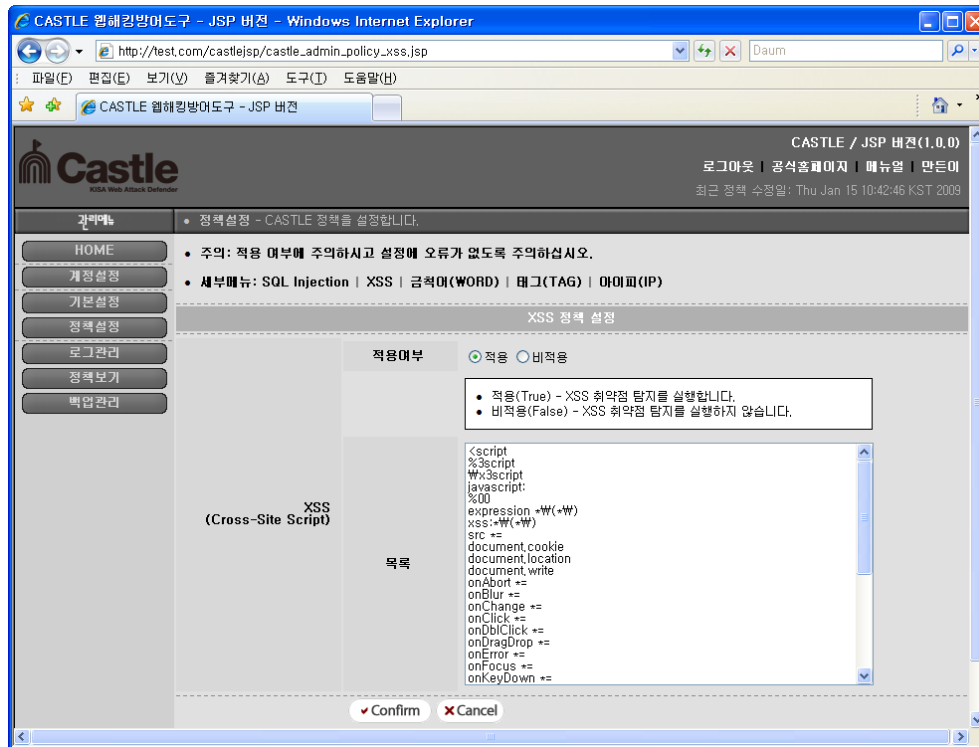 CASTLE 웹해킹방어도구 - JSP 버전 - Windows Internet Explorer
http://test.com/castlejsp/castle_admin_policy_xss.jsp
Daum
파일(F) 편집(E) 보기(V) 즐겨찾기(A) 도구(T) 도움말(H)
CASTLE 웹해킹방어도구 - JSP 버전
Castle
KISA Web Attack Defender
CASTLE / JSP 버전(1.0.0)
로그아웃 | 공식홈페이지 | 메뉴얼 | 만든이
최근 정책 수정일: Thu Jan 15 10:42:46 KST 2009
관리메뉴
• 정책설정 - CASTLE 정책을 설정합니다.
HOME
계정설정
기본설정
정책설정
로그관리
정책보기
백업관리
• 주의: 적용 여부에 주의하시고 설정에 오류가 없도록 주의하십시오.
• 세부메뉴: SQL Injection | XSS | 금칙어(WORD) | 태그(TAG) | 아이피(IP)
XSS 정책 설정
XSS
(Cross-Site Script)
적용여부
적용 비적용
• 적용(True) - XSS 취약점 탐지를 실행합니다.
• 비적용(False) - XSS 취약점 탐지를 실행하지 않습니다.
목록
<script
%3script
₩x3script
javascript:
%00
expression *₩(*₩)
xss:*₩(*₩)
src *=
document.cookie
document.location
document.write
onAbort *=
onBlur *=
onChange *=
onClick *=
onDblClick *=
onDragDrop *=
onError *=
onFocus *=
onKeyDown *=
Confirm
Cancel